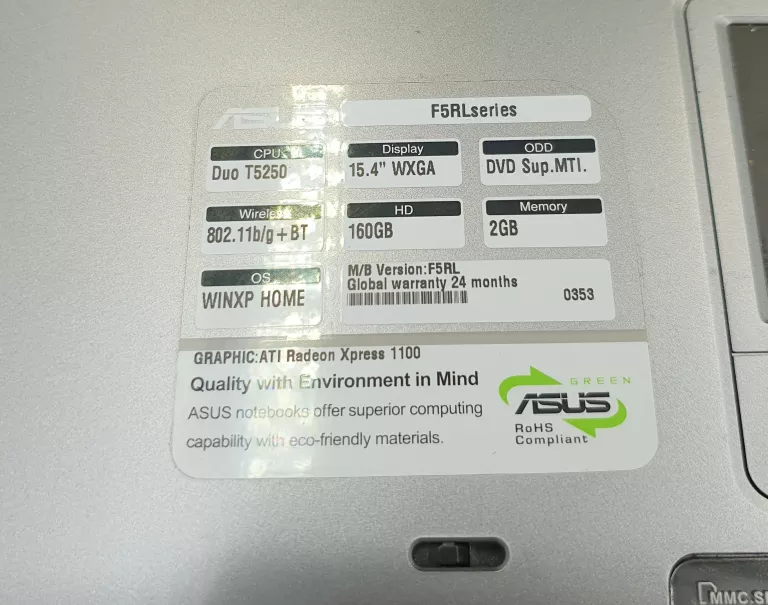 ASUS
F5RLseries
CPU
Display
ODD
Duo T5250
15.4" WXGA
DVD Sup.MTI.
Wireless
HD
Memory
802.11b/g+BT
160GB
2GB
OS
WINXP HOME
M/B Version:F5RL
Global warranty 24 months
0353
GRAPHIC:ATI Radeon Xpress 1100
Quality with Environment in Mind
ASUS notebooks offer superior computing
capability with eco-friendly materials.
GREEN
ASUS
RoHS
Compliant